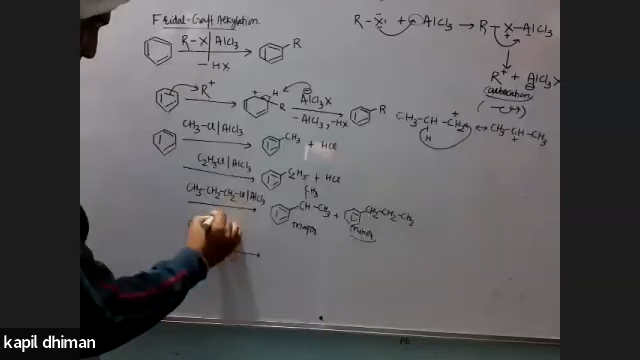 Fridal-Craft Alkylation.
R-X | AlCl3
- HX
R
R-X: + AlCl3 → R-X-AlCl3
+
R+ + AlCl3X
carbocation
R+
+ H
R
AlCl3X
-AlCl3, -HX
R
CH3-CH-CH2 ↔ CH3-CH-CH3
H
+
CH3-Cl | AlCl3
CH3
+ HCl
C2H5Cl | AlCl3
C2H5 + HCl
CH3-CH2-CH2-Cl | AlCl3
CH3
CH-CH3 + CH2-CH2-CH3
major
minor
kapil dhiman